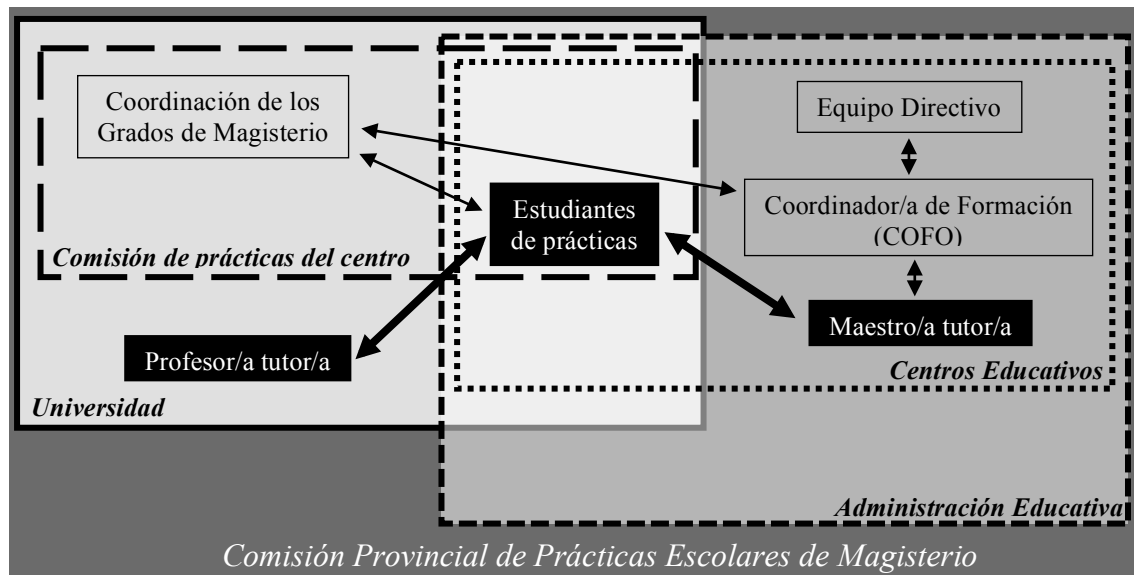 Coordinación de los
Grados de Magisterio
Equipo Directivo
Estudiantes
de prácticas
Coordinador/a de Formación
(COFO)
Comisión de prácticas del centro
Profesor/a tutor/a
Maestro/a tutor/a
Centros Educativos
Universidad
Administración Educativa
Comisión Provincial de Prácticas Escolares de Magisterio